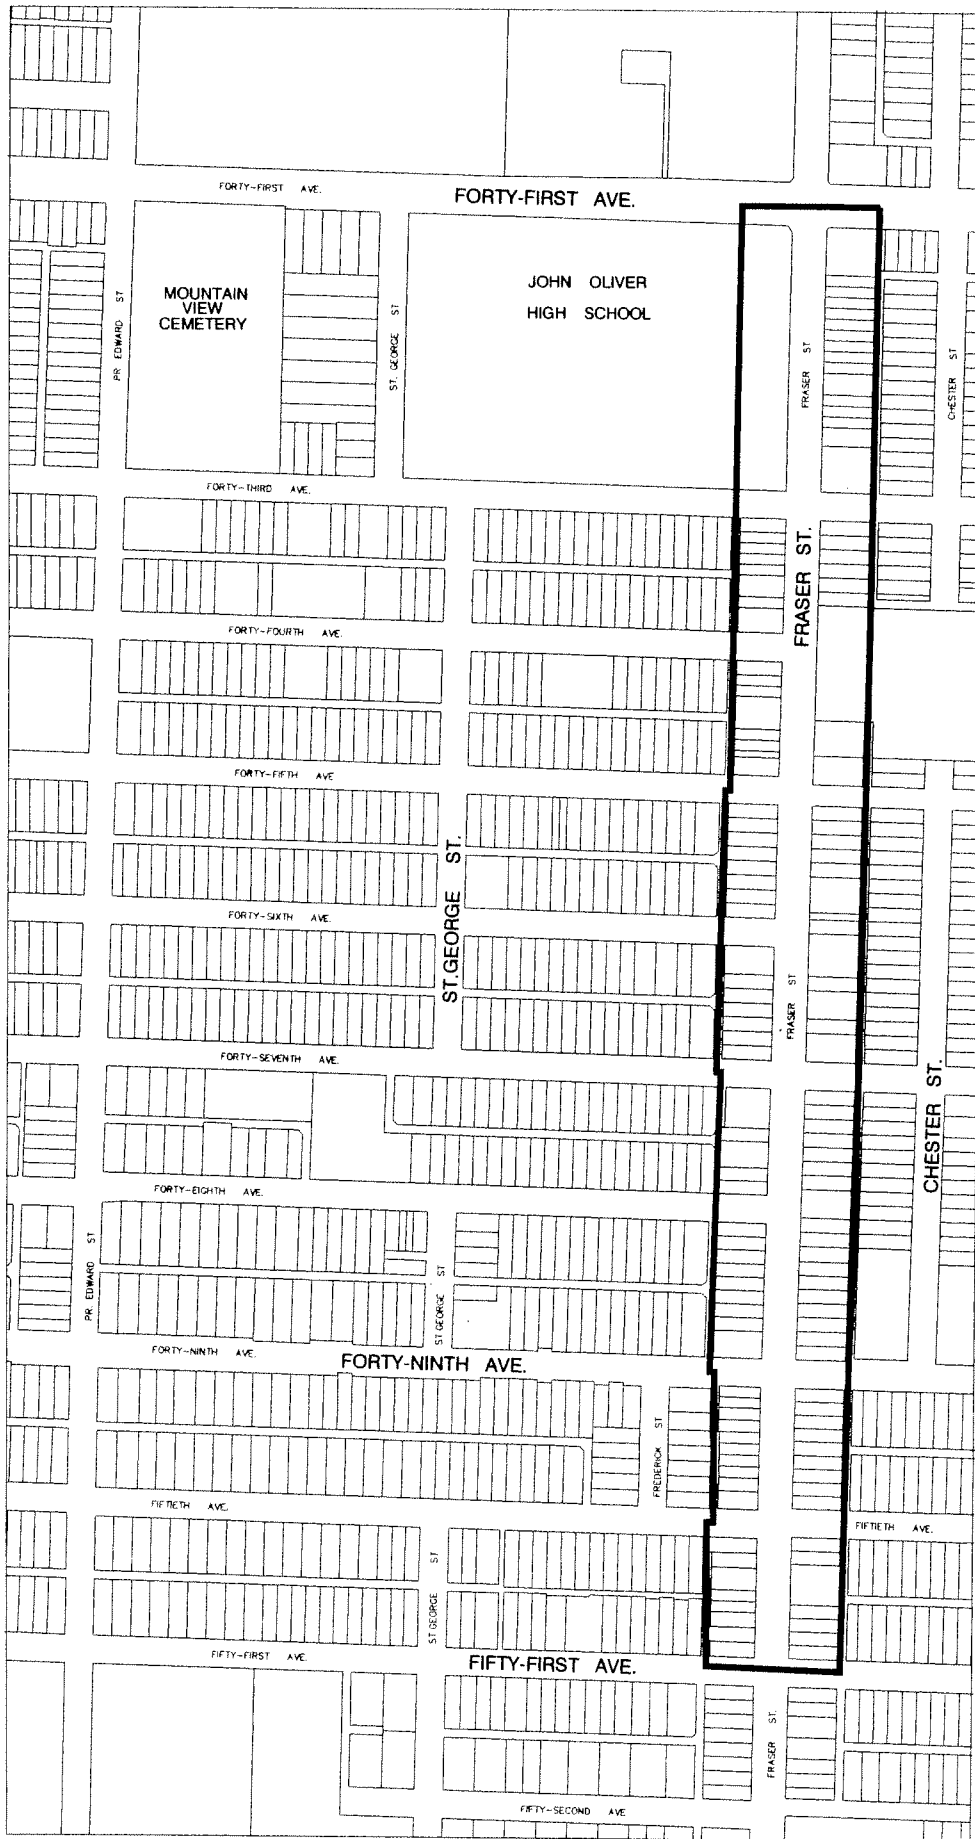 FORTY-FIRST AVE.
FORTY-FIRST AVE.
MOUNTAIN
VIEW
CEMETERY
JOHN OLIVER
HIGH SCHOOL
PR. EDWARD ST
ST. GEORGE ST
FRASER ST
CHESTER ST
FORTY-THIRD AVE.
FRASER ST.
FORTY-FOURTH AVE.
FORTY-FIFTH AVE
ST.GEORGE ST.
FORTY-SIXTH AVE.
FRASER ST
FORTY-SEVENTH AVE.
CHESTER ST.
FORTY-EIGHTH AVE.
PR. EDWARD ST
ST GEORGE ST
FORTY-NINTH AVE.
FORTY-NINTH AVE.
FREDERICK ST
FIFTIETH AVE.
FIFTIETH AVE.
ST GEORGE ST
FIFTY-FIRST AVE.
FIFTY-FIRST AVE.
FRASER ST.
FIFTY-SECOND AVE